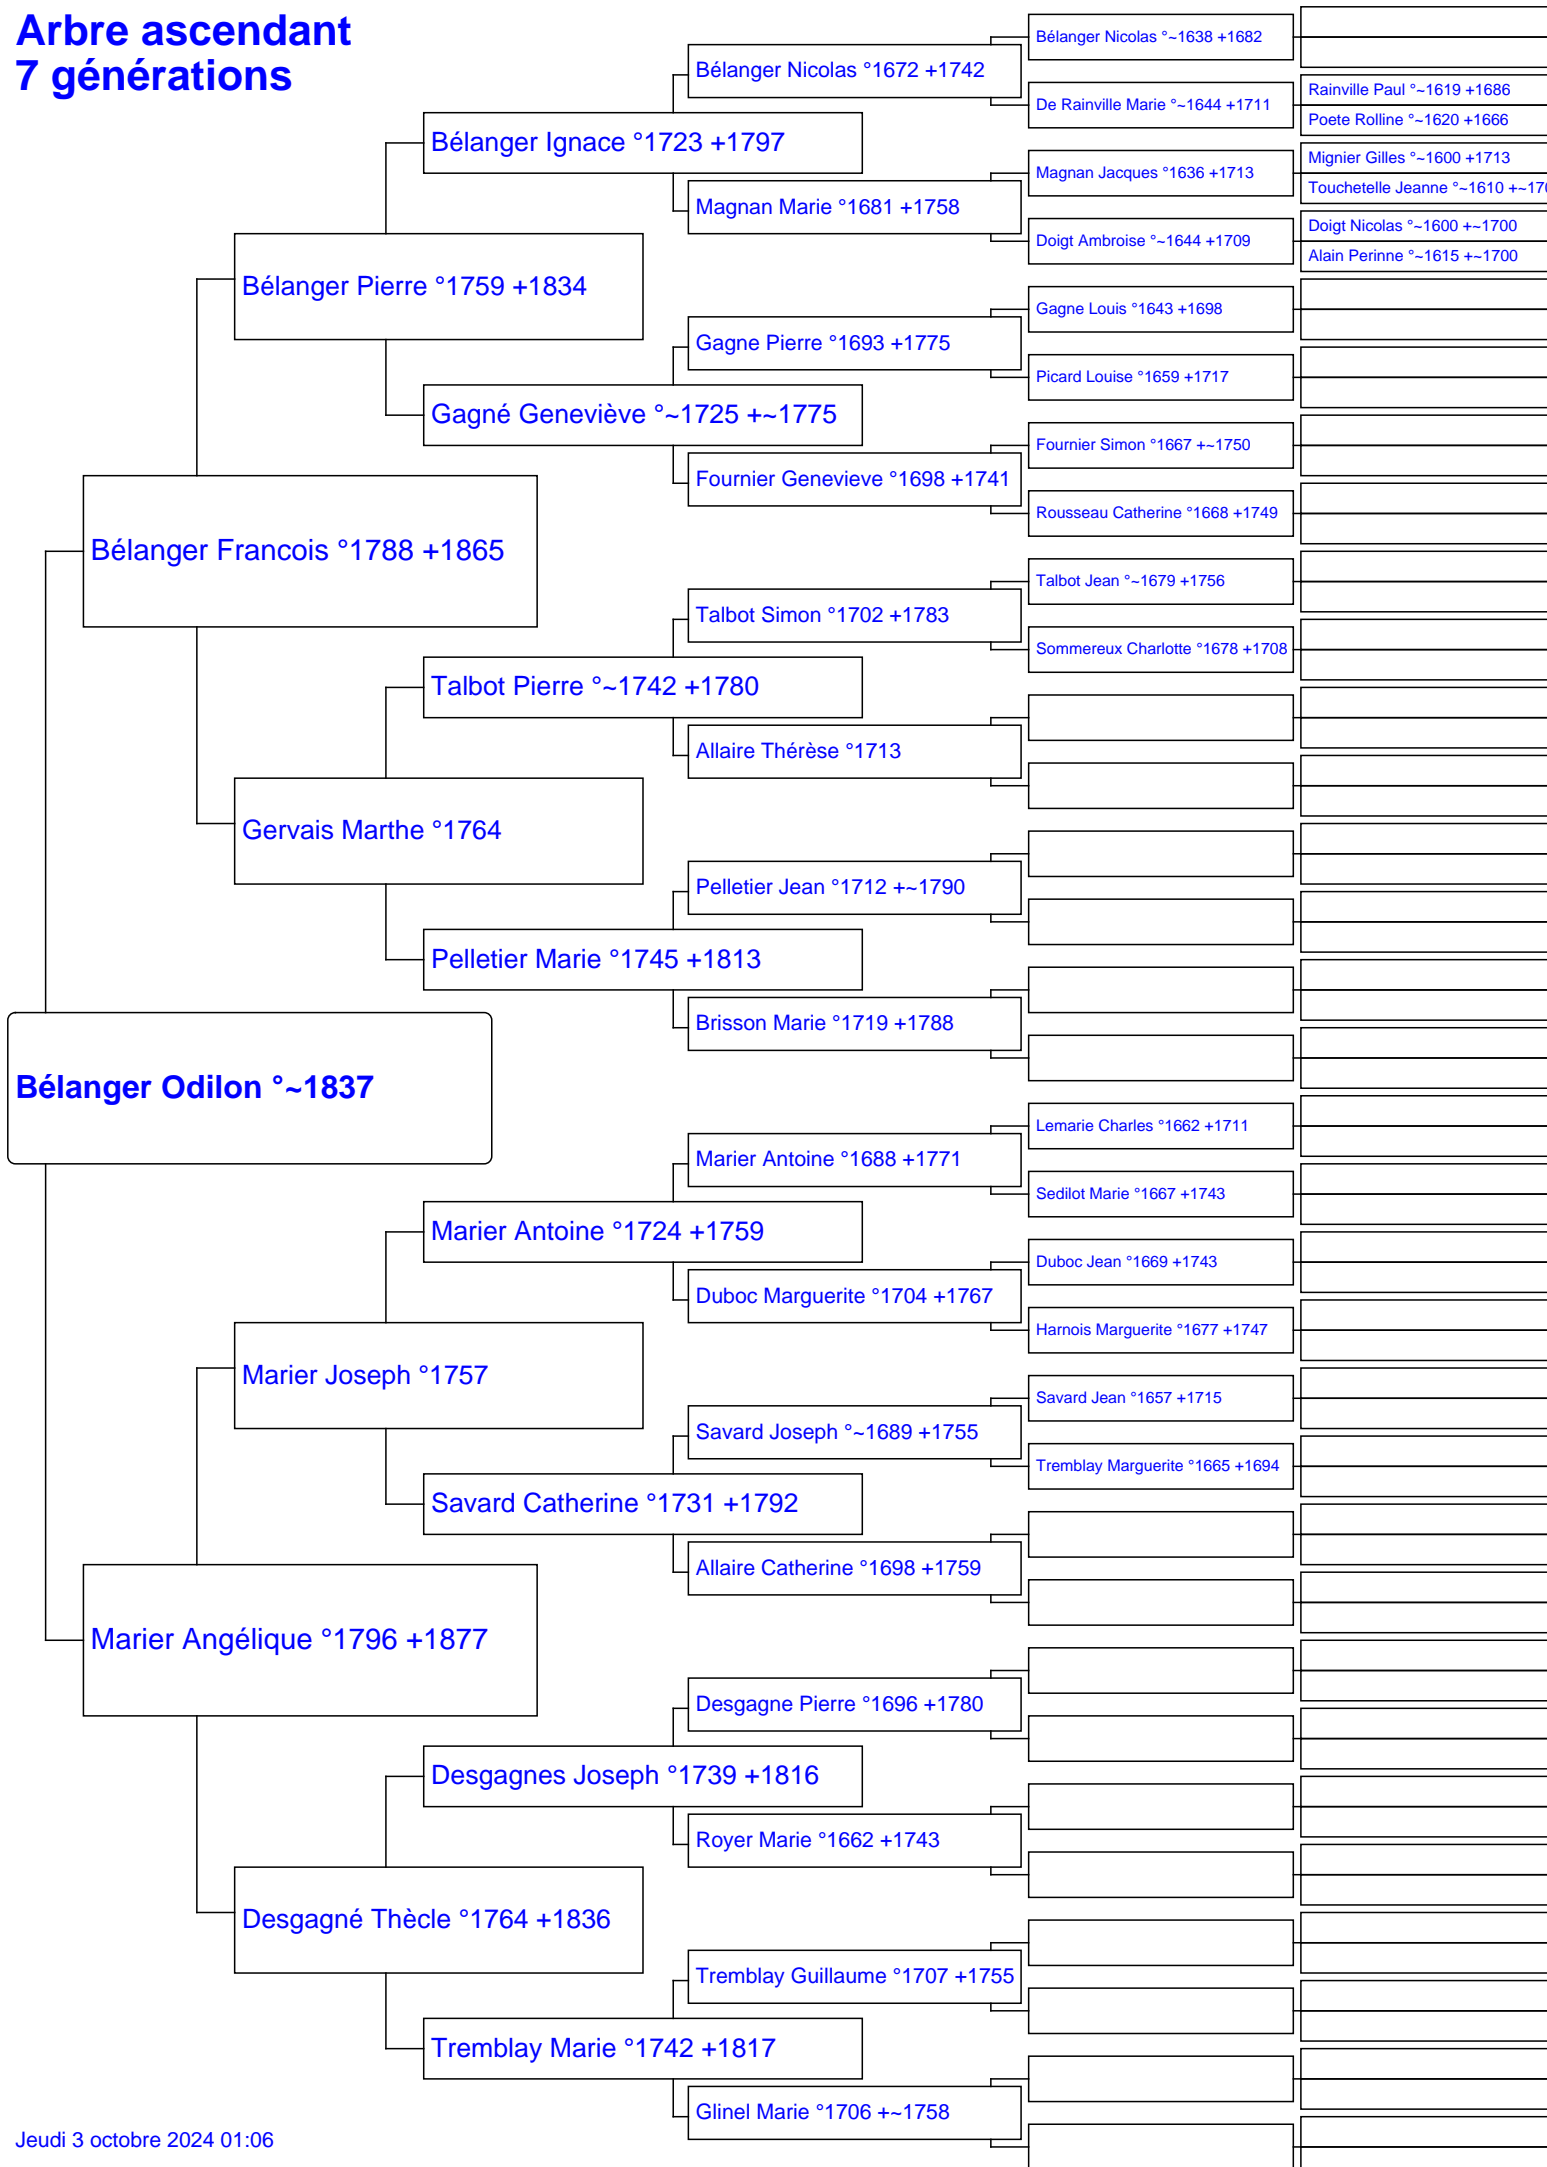 Arbre ascendant
7 générations
Bélanger Odilon °~1837
Bélanger Francois °1788 +1865
Marier Angélique °1796 +1877
Bélanger Pierre °1759 +1834
Gervais Marthe °1764
Marier Joseph °1757
Desgagné Thècle °1764 +1836
Bélanger Ignace °1723 +1797
Gagné Geneviève °~1725 +~1775
Talbot Pierre °~1742 +1780
Pelletier Marie °1745 +1813
Marier Antoine °1724 +1759
Savard Catherine °1731 +1792
Desgagnes Joseph °1739 +1816
Tremblay Marie °1742 +1817
Bélanger Nicolas °1672 +1742
Magnan Marie °1681 +1758
Gagne Pierre °1693 +1775
Fournier Genevieve °1698 +1741
Talbot Simon °1702 +1783
Allaire Thérèse °1713
Pelletier Jean °1712 +~1790
Brisson Marie °1719 +1788
Marier Antoine °1688 +1771
Duboc Marguerite °1704 +1767
Savard Joseph °~1689 +1755
Allaire Catherine °1698 +1759
Desgagne Pierre °1696 +1780
Royer Marie °1662 +1743
Tremblay Guillaume °1707 +1755
Glinel Marie °1706 +~1758
Bélanger Nicolas °~1638 +1682
De Rainville Marie °~1644 +1711
Magnan Jacques °1636 +1713
Doigt Ambroise °~1644 +1709
Gagne Louis °1643 +1698
Picard Louise °1659 +1717
Fournier Simon °1667 +~1750
Rousseau Catherine °1668 +1749
Talbot Jean °~1679 +1756
Sommereux Charlotte °1678 +1708
Lemarie Charles °1662 +1711
Sedilot Marie °1667 +1743
Duboc Jean °1669 +1743
Harnois Marguerite °1677 +1747
Savard Jean °1657 +1715
Tremblay Marguerite °1665 +1694
Rainville Paul °~1619 +1686
Poete Rolline °~1620 +1666
Mignier Gilles °~1600 +1713
Touchetelle Jeanne °~1610
Doigt Nicolas °~1600 +~1700
Alain Perinne °~1615 +~1700
Jeudi 3 octobre 2024 01:06